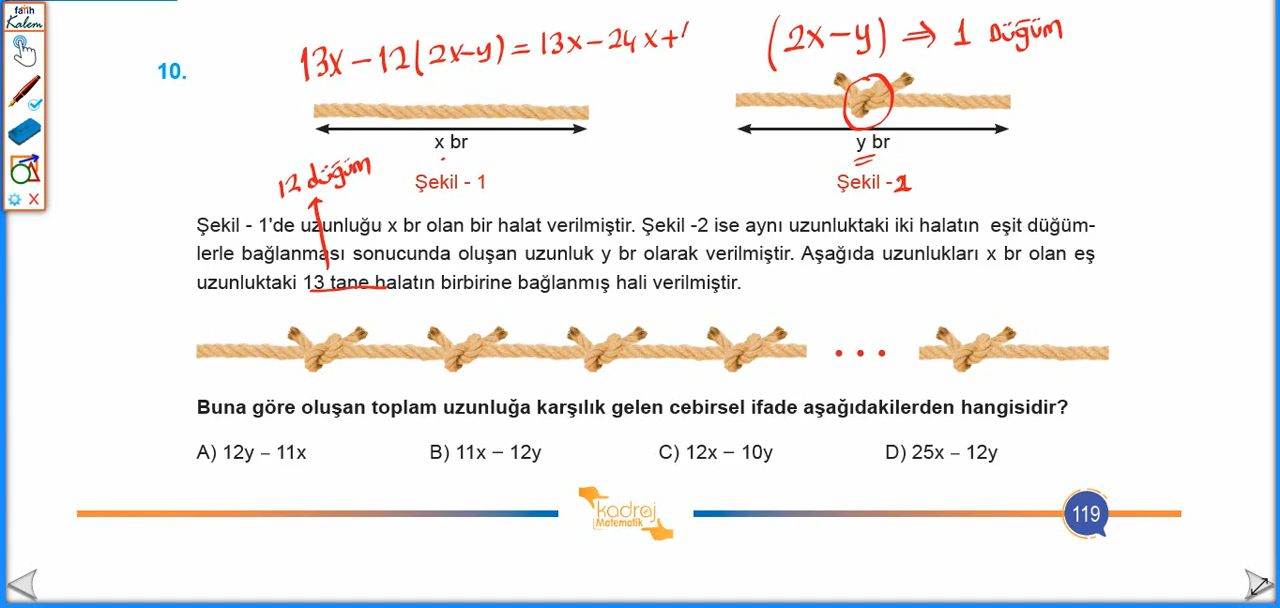 fatih
Kalem
13x - 12(2x-y) = 13x - 24x +
(2x-y) ⇒ 1 Düğüm
10.
x br
y br
12 düğüm
Şekil - 1
Şekil - 2
Şekil - 1'de uzunluğu x br olan bir halat verilmiştir. Şekil -2 ise aynı uzunluktaki iki halatın eşit düğüm-
lerle bağlanması sonucunda oluşan uzunluk y br olarak verilmiştir. Aşağıda uzunlukları x br olan eş
uzunluktaki 13 tane halatın birbirine bağlanmış hali verilmiştir.
Buna göre oluşan toplam uzunluğa karşılık gelen cebirsel ifade aşağıdakilerden hangisidir?
A) 12y – 11x B) 11x – 12y C) 12x – 10y D) 25x – 12y
kadraj
Matematik
119